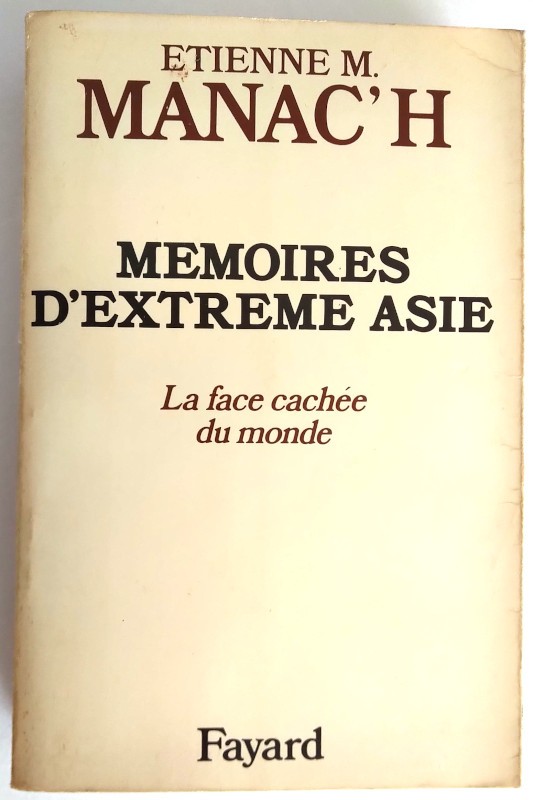 ETIENNE M.
MANAC'H
MEMOIRES
D'EXTREME ASIE
La face cachée
du monde
Fayard